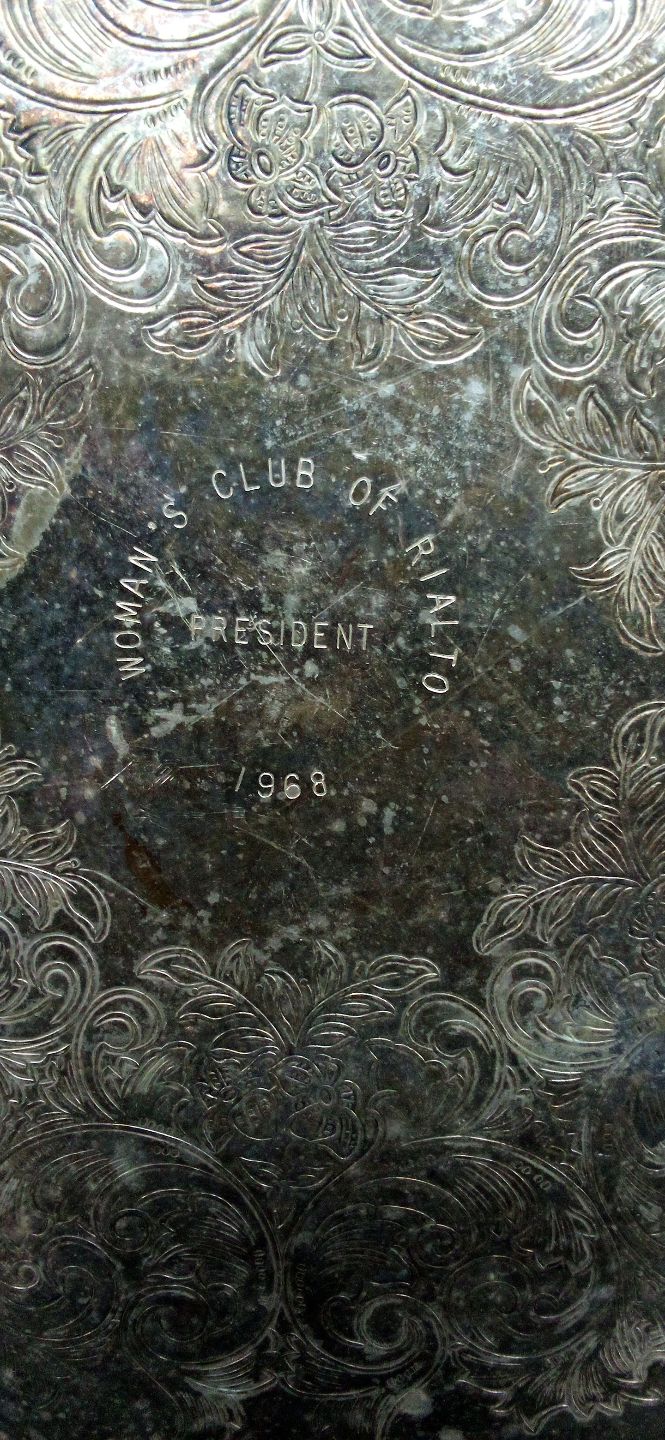 WOMAN'S CLUB OF RIALTO
PRESIDENT
1968